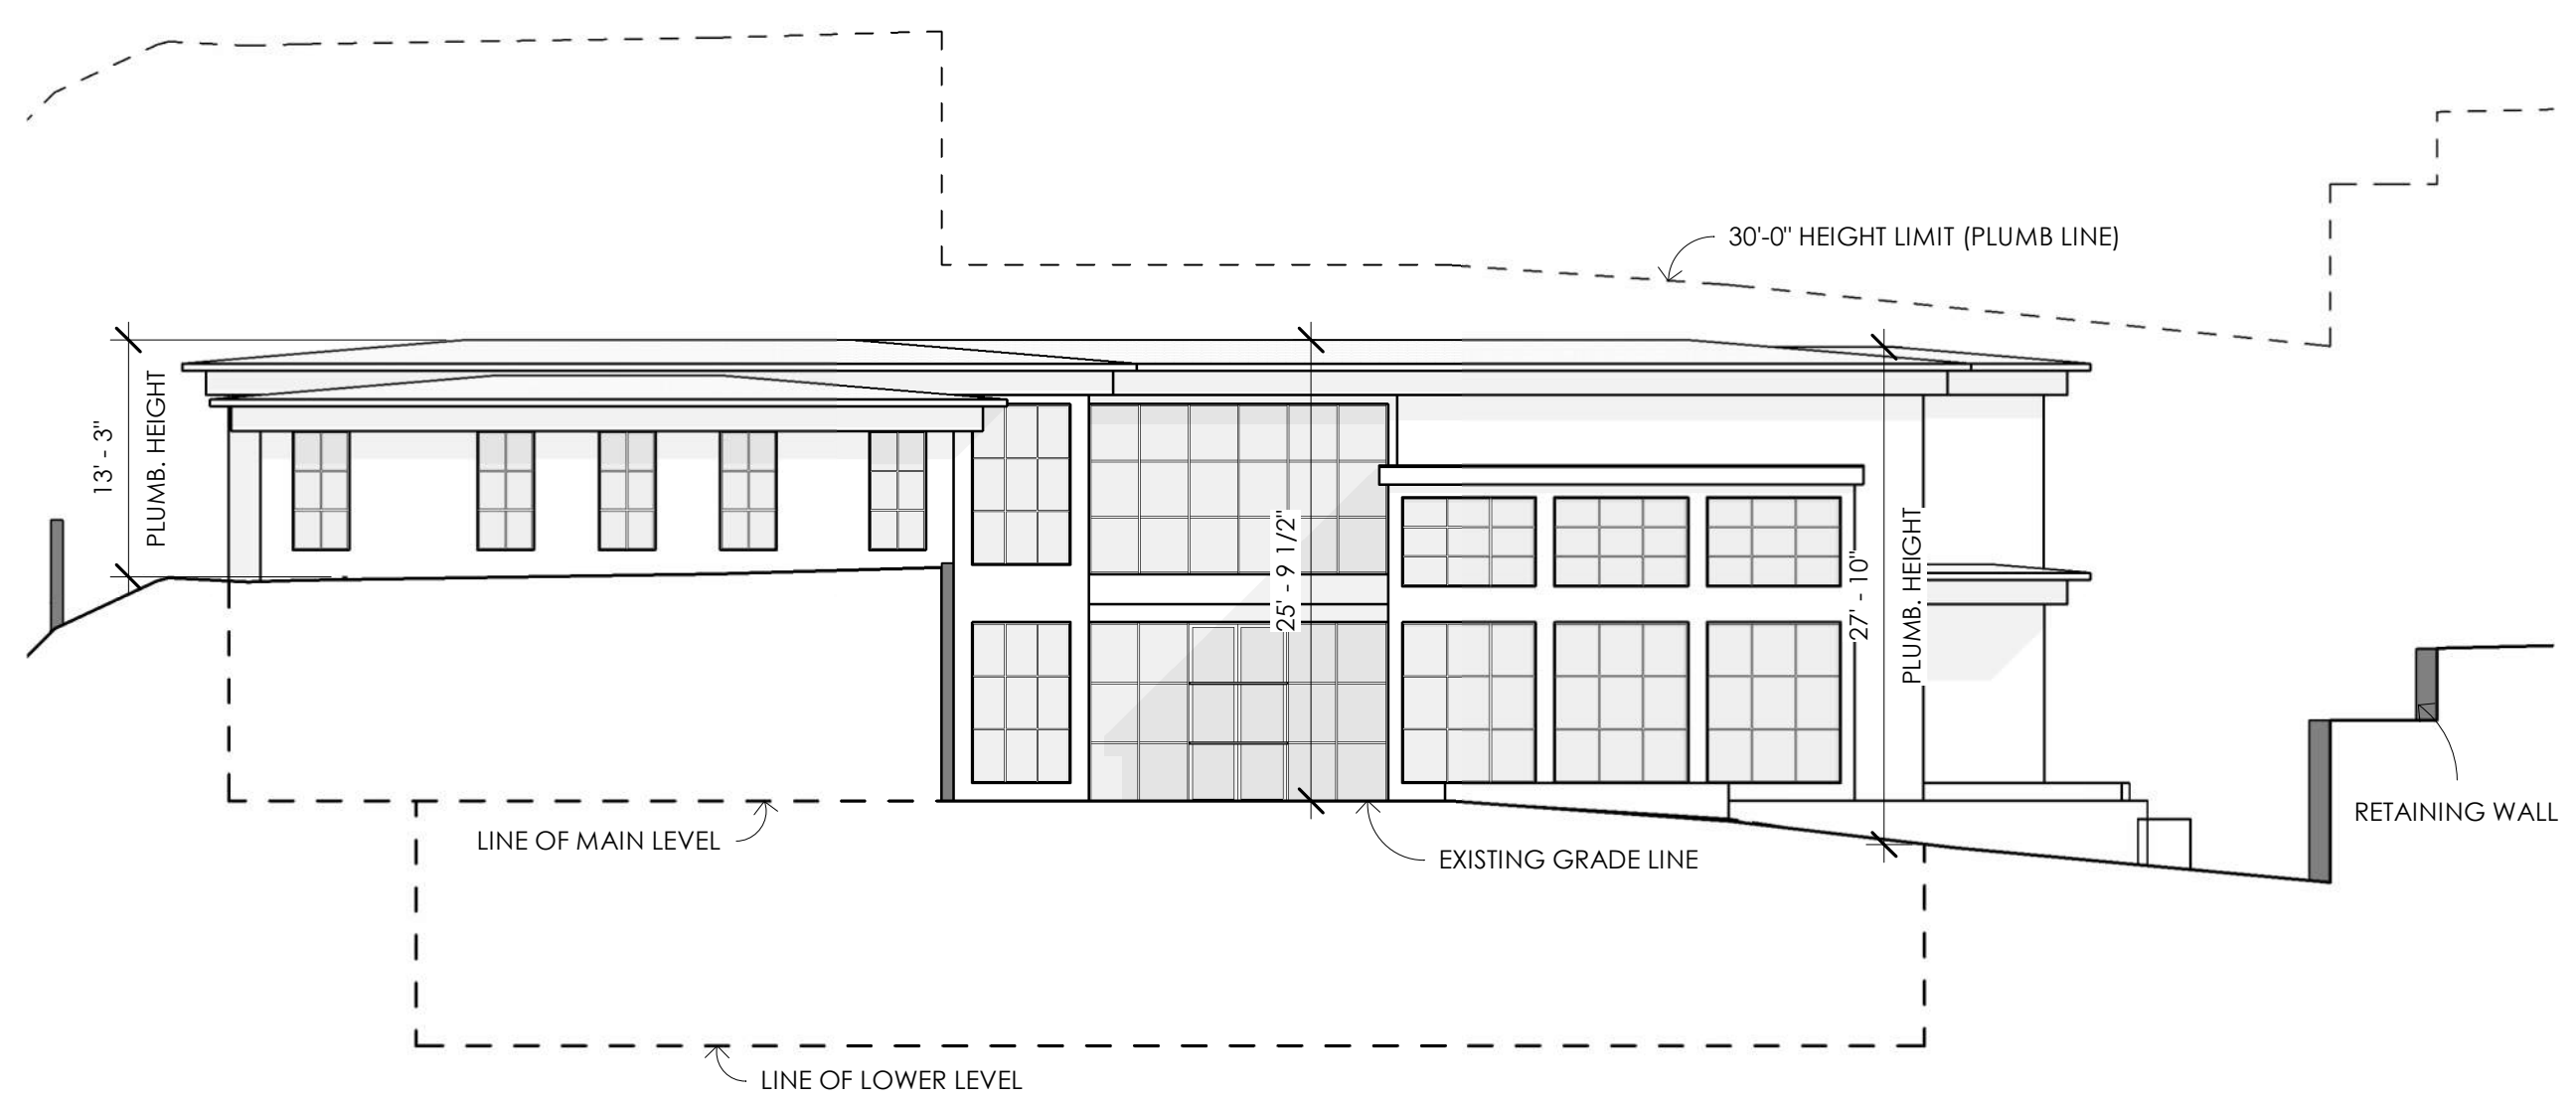 30'-0" HEIGHT LIMIT (PLUMB LINE)
13' - 3"
PLUMB. HEIGHT
25' - 9 1/2"
27' - 10"
PLUMB. HEIGHT
RETAINING WALL
LINE OF MAIN LEVEL
EXISTING GRADE LINE
LINE OF LOWER LEVEL